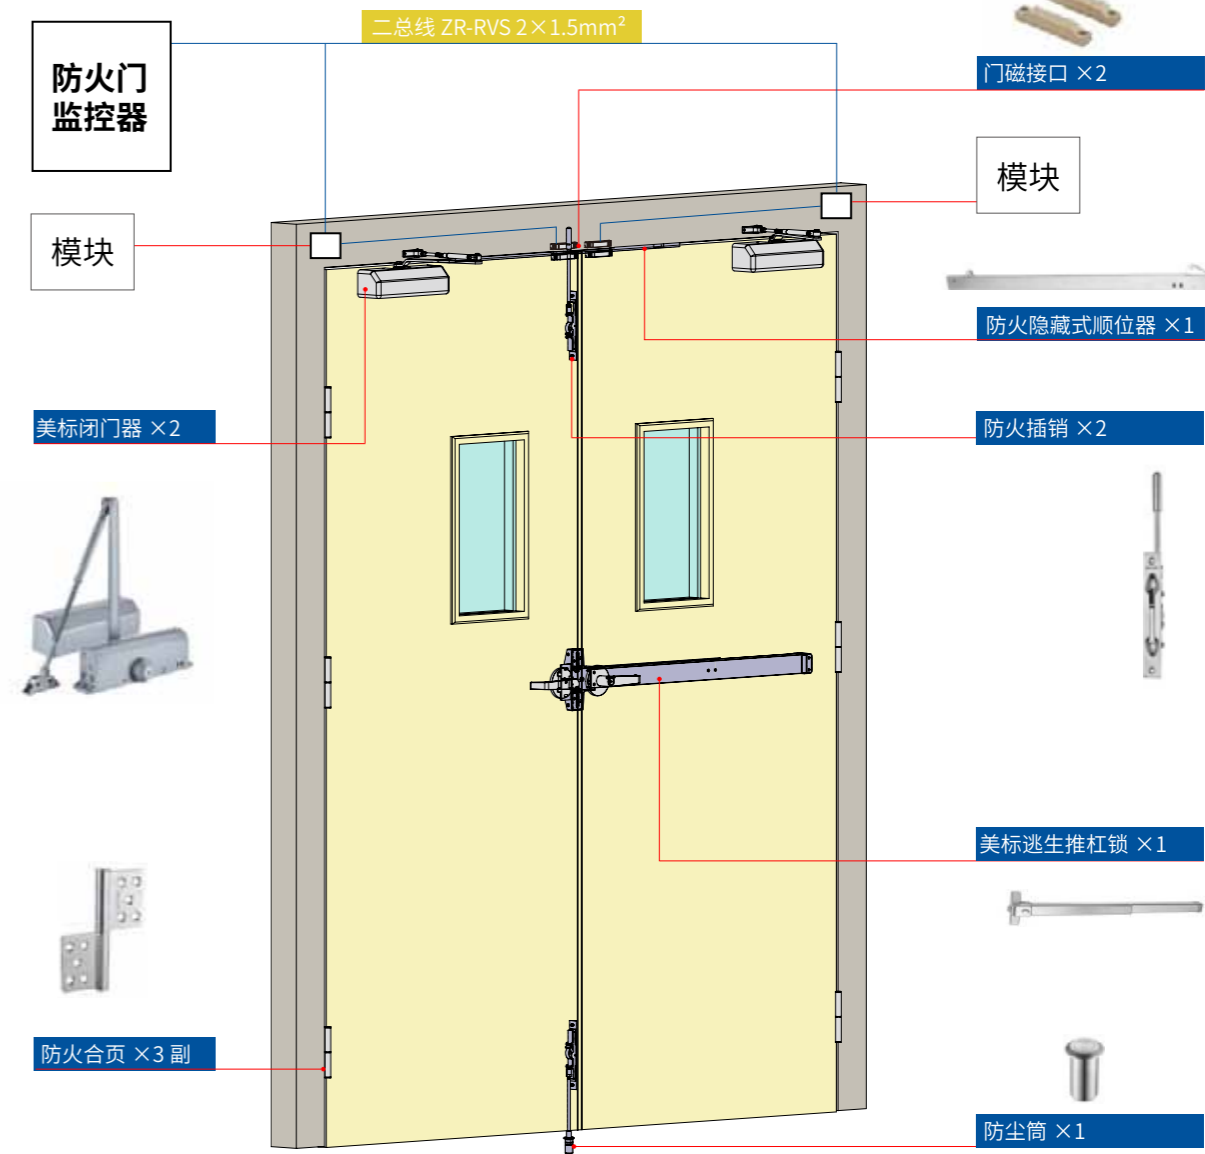 二总线 ZR-RVS 2×1.5mm²
防火门
监控器
门磁接口 ×2
模块
模块
防火隐藏式顺位器 ×1
美标闭门器 ×2
防火插销 ×2
美标逃生推杠锁 ×1
防火合页 ×3 副
防尘筒 ×1